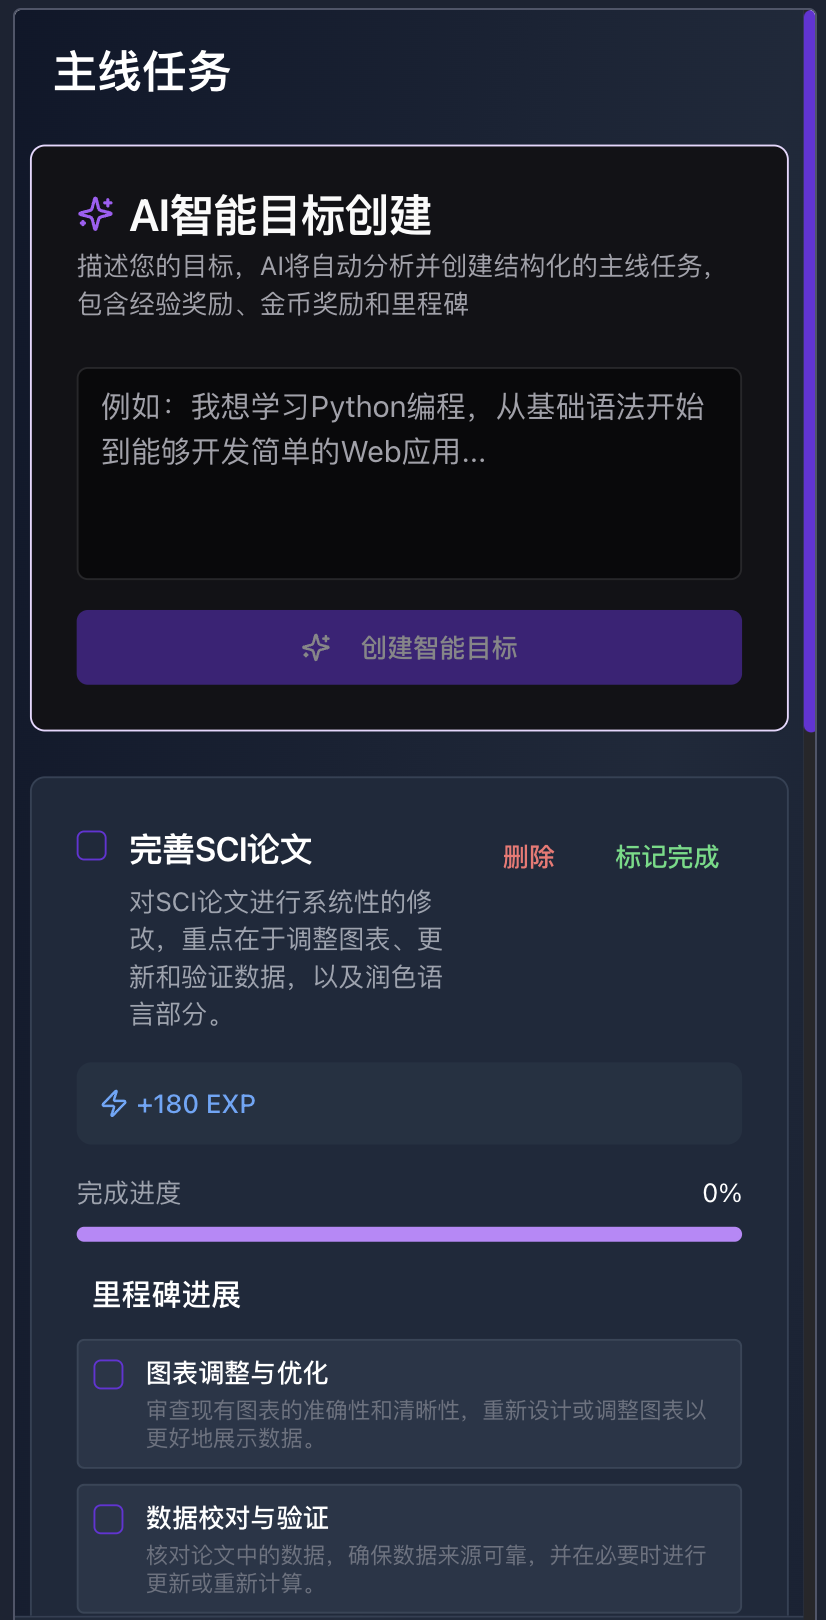 主线任务
AI智能目标创建
描述您的目标，AI将自动分析并创建结构化的主线任务，
包含经验奖励、金币奖励和里程碑
例如：我想学习Python编程，从基础语法开始
到能够开发简单的Web应用...
创建智能目标
完善SCI论文
删除
标记完成
对SCI论文进行系统性的修
改，重点在于调整图表、更
新和验证数据，以及润色语
言部分。
+180 EXP
完成进度
0%
里程碑进展
图表调整与优化
审查现有图表的准确性和清晰性，重新设计或调整图表以
更好地展示数据。
数据校对与验证
核对论文中的数据，确保数据来源可靠，并在必要时进行
更新或重新计算。